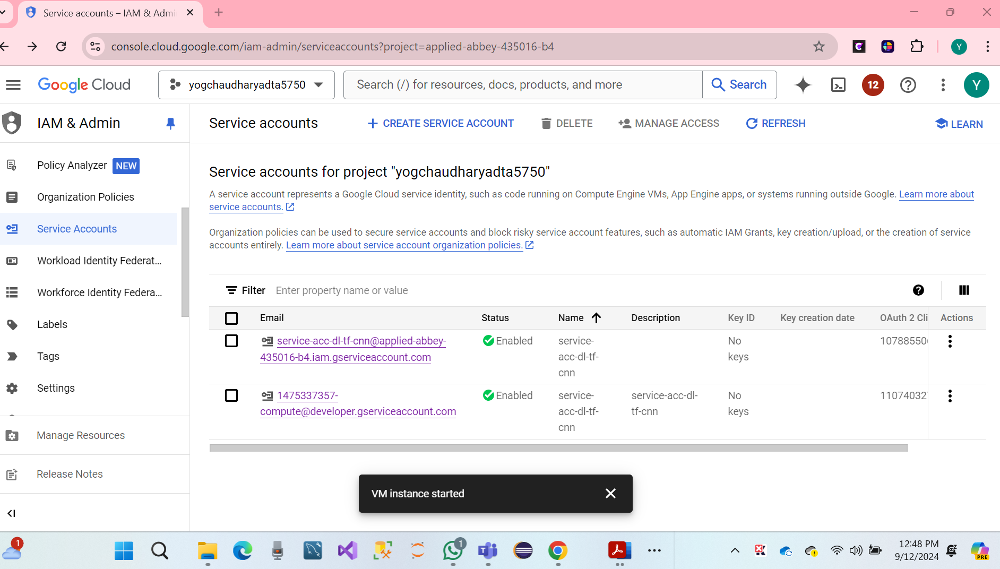 Service accounts – IAM & Admi
console.cloud.google.com/iam-admin/serviceaccounts?project=applied-abbey-435016-b4
Y
Google Cloud
yogchaudharyadta5750
Search (/) for resources, docs, products, and more
Search
12
Y
IAM & Admin
Service accounts
CREATE SERVICE ACCOUNT
DELETE
MANAGE ACCESS
REFRESH
LEARN
Policy Analyzer NEW
Organization Policies
Service Accounts
Workload Identity Federat...
Workforce Identity Federa...
Labels
Tags
Settings
Manage Resources
Release Notes
Service accounts for project "yogchaudharyadta5750"
A service account represents a Google Cloud service identity, such as code running on Compute Engine VMs, App Engine apps, or systems running outside Google. Learn more about
service accounts.
Organization policies can be used to secure service accounts and block risky service account features, such as automatic IAM Grants, key creation/upload, or the creation of service
accounts entirely. Learn more about service account organization policies.
Filter Enter property name or value
Email Status Name Description Key ID Key creation date OAuth 2 Cli Actions
service-acc-dl-tf-cnn@applied-abbey-
435016-b4.iam.gserviceaccount.com
Enabled
service-
acc-dl-tf-
cnn
No
keys
10788550
1475337357-
compute@developer.gserviceaccount.com
Enabled
service-
acc-dl-tf-
cnn
service-acc-dl-
tf-cnn
No
keys
11074032
VM instance started
1
1
12:48 PM
9/12/2024
PRE